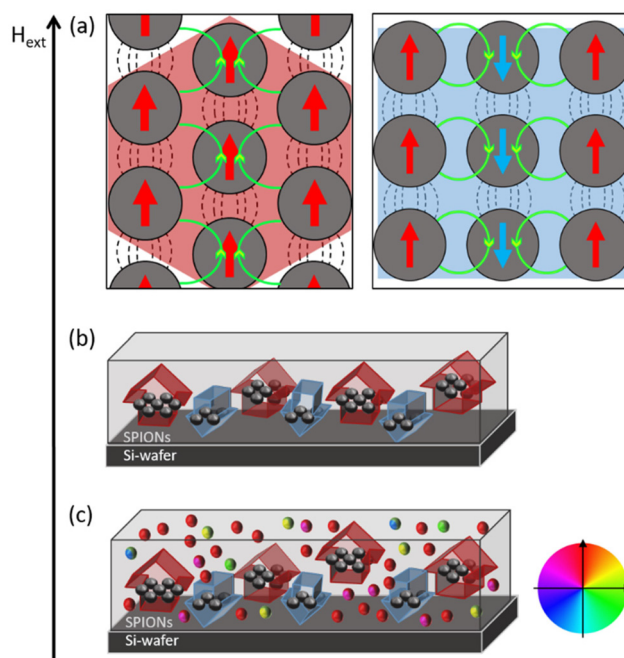 H_ext
(a)
(b)
SPIONs
Si-wafer
(c)
SPIONs
Si-wafer